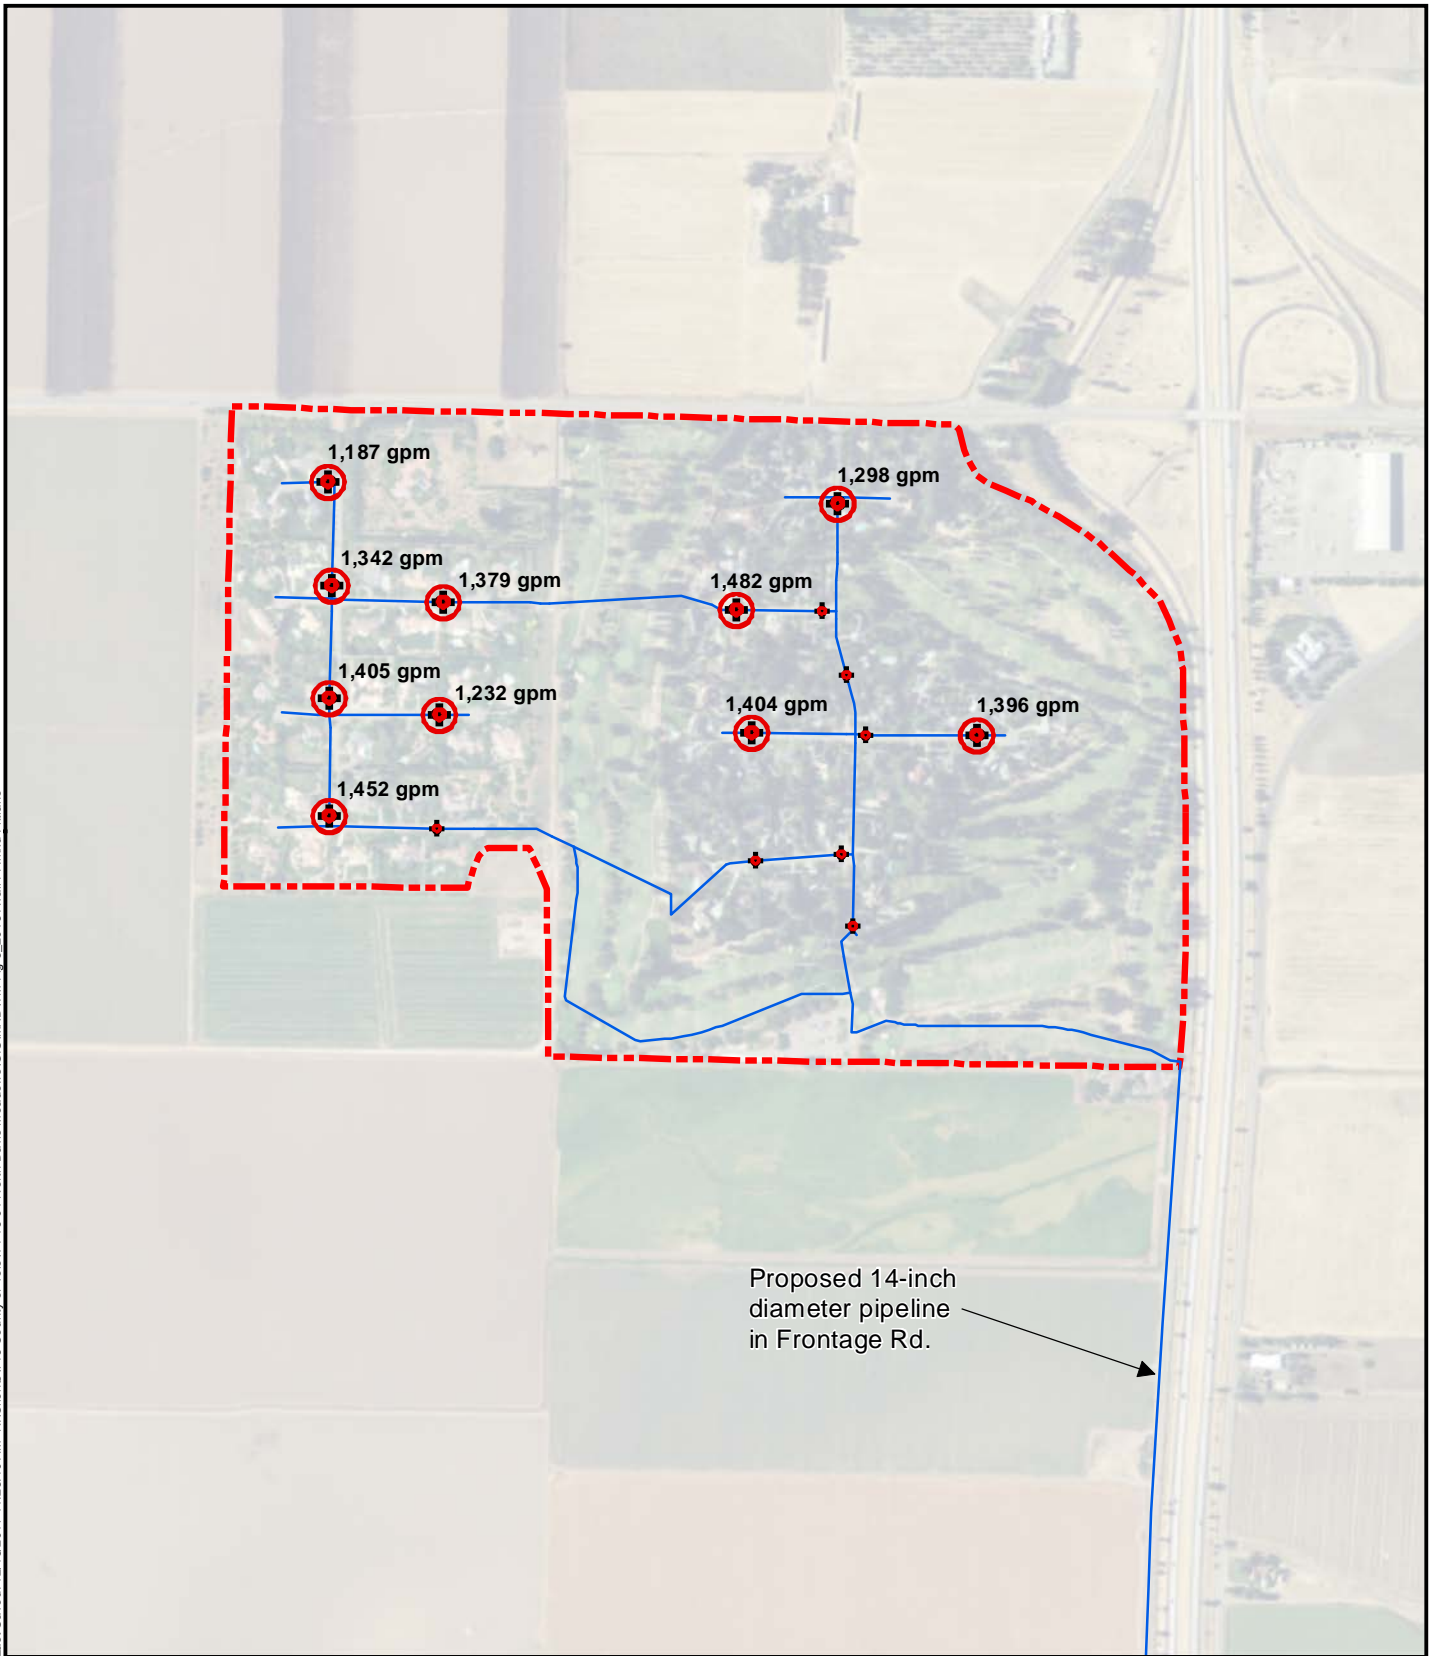 1,187 gpm
1,298 gpm
1,342 gpm
1,379 gpm
1,482 gpm
1,405 gpm
1,232 gpm
1,404 gpm
1,396 gpm
1,452 gpm
Proposed 14-inch
diameter pipeline
in Frontage Rd.